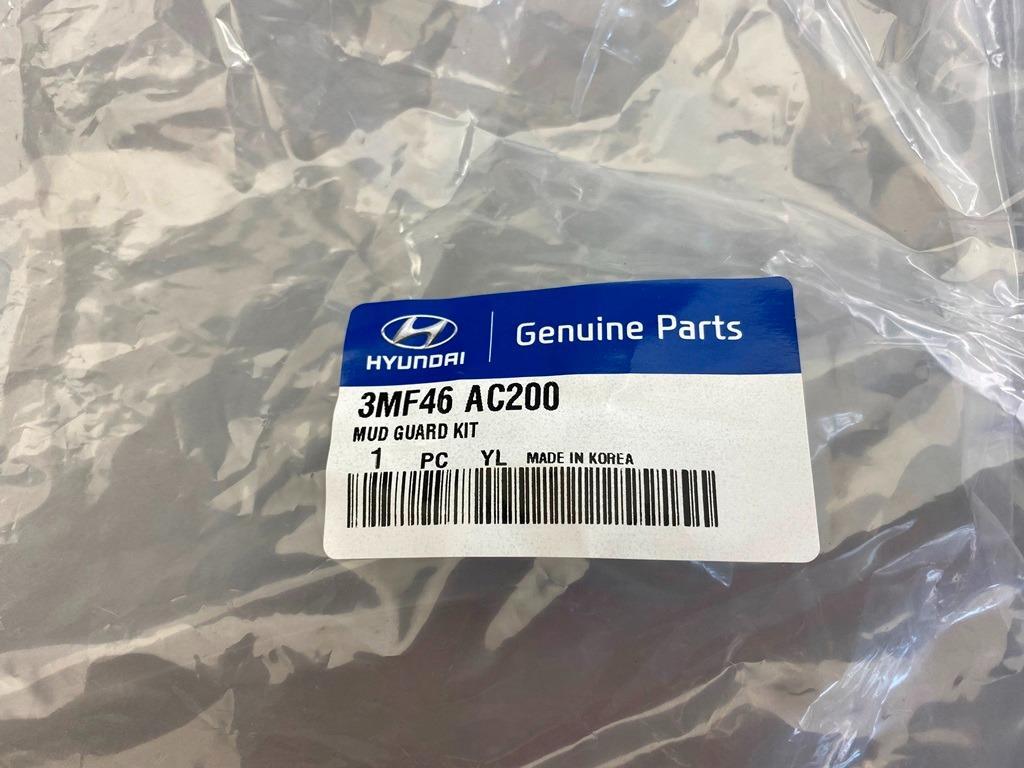 HYUNDAI
Genuine Parts
3MF46 AC200
MUD GUARD KIT
1 PC YL MADE IN KOREA